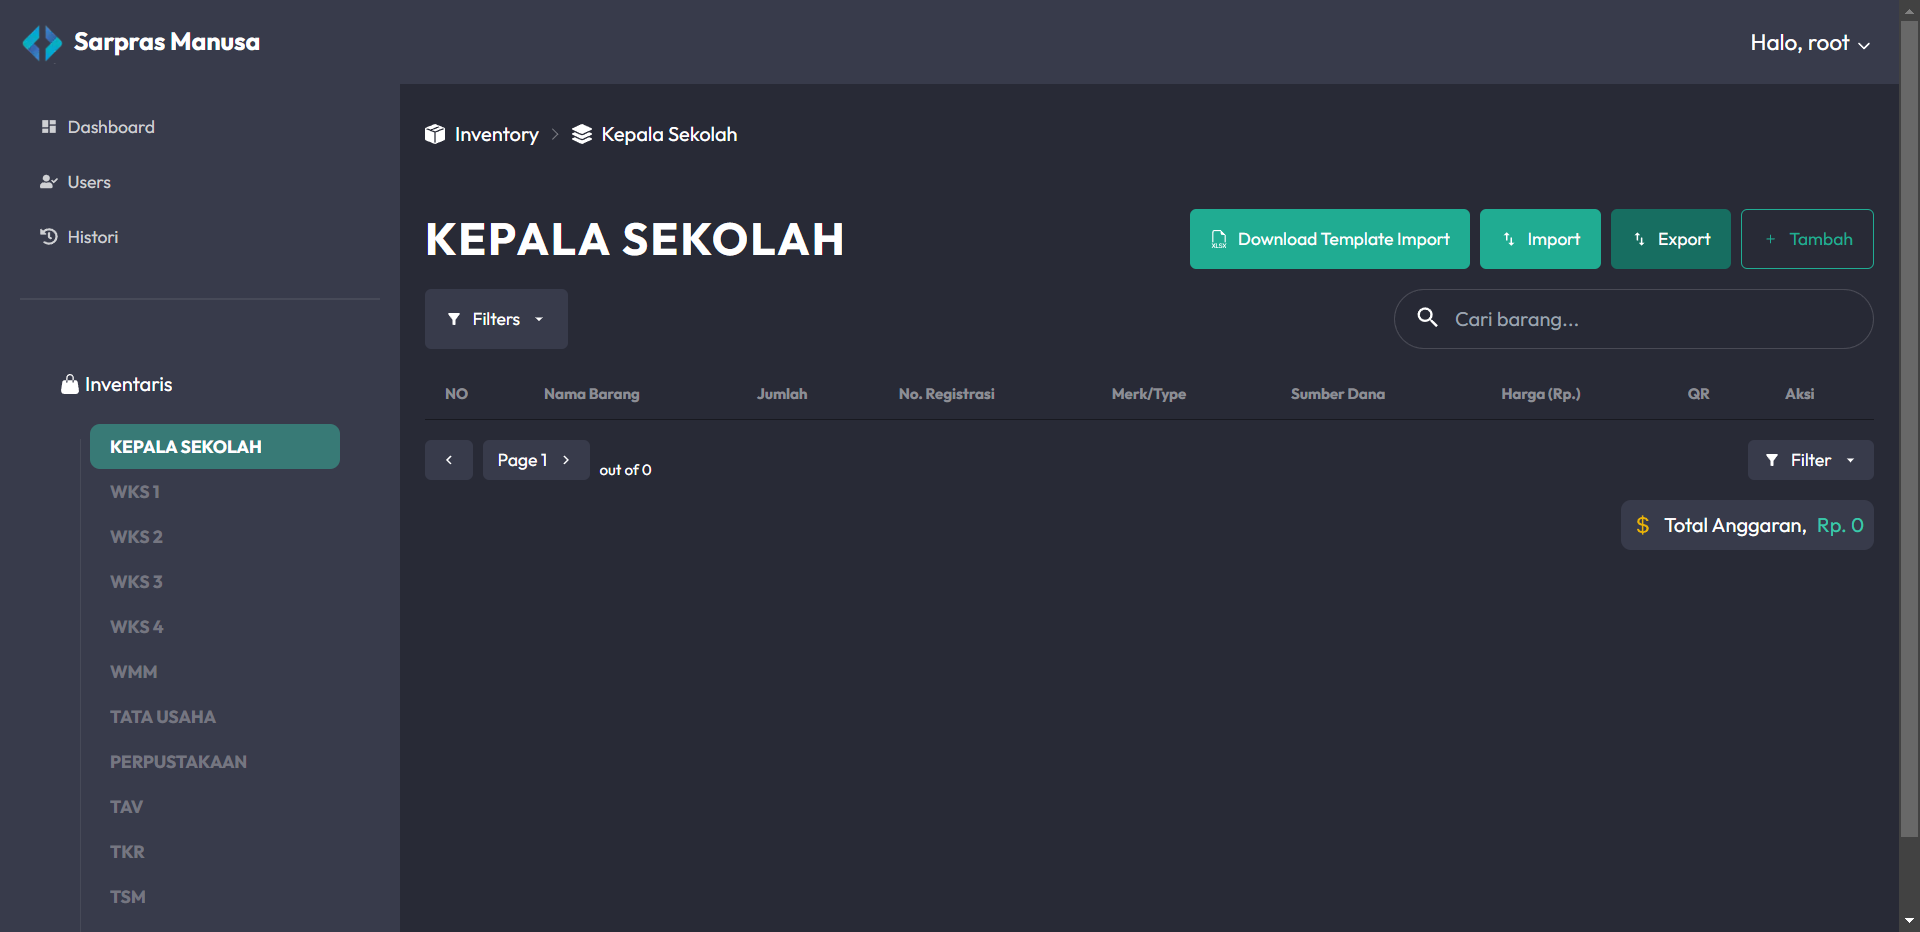 Sarpras Manusa
Halo, root
Dashboard
Users
Histori
Inventaris
KEPALA SEKOLAH
WKS 1
WKS 2
WKS 3
WKS 4
WMM
TATA USAHA
PERPUSTAKAAN
TAV
TKR
TSM
Inventory > Kepala Sekolah
KEPALA SEKOLAH
XLSX Download Template Import
Import
Export
+ Tambah
Filters
Cari barang...
NO Nama Barang Jumlah No. Registrasi Merk/Type Sumber Dana Harga (Rp.) QR Aksi
< Page 1 > out of 0
Filter
$ Total Anggaran, Rp. 0